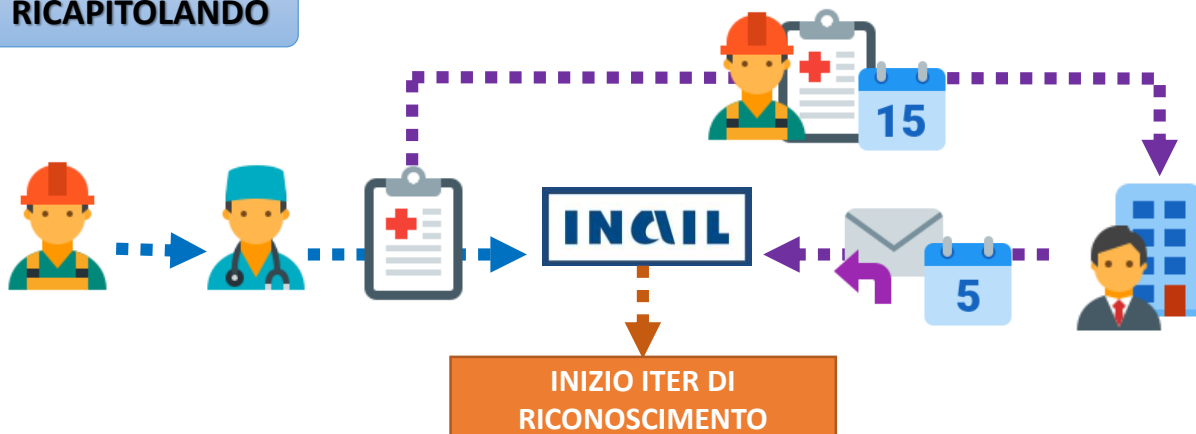 RICAPITOLANDO
15
INAIL
5
INIZIO ITER DI
RICONOSCIMENTO